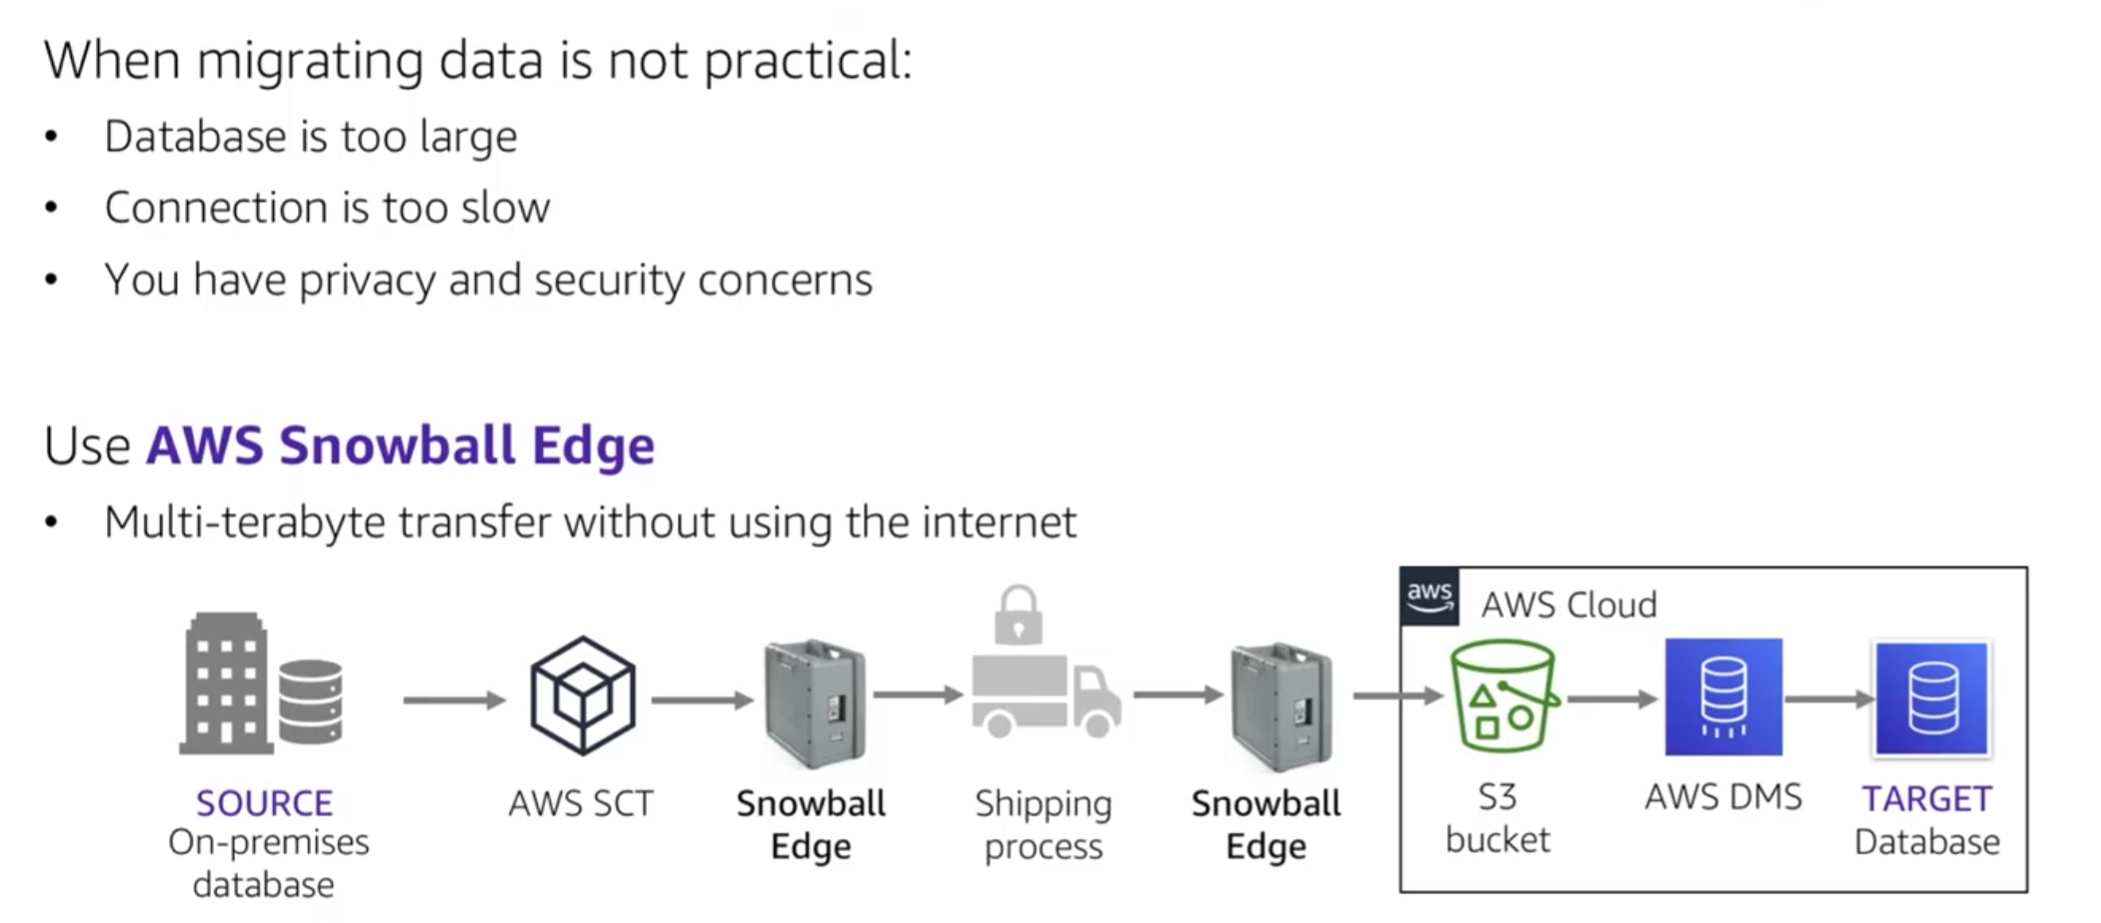 When migrating data is not practical:
• Database is too large
• Connection is too slow
• You have privacy and security concerns
Use AWS Snowball Edge
• Multi-terabyte transfer without using the internet
aws
AWS Cloud
SOURCE
On-premises
database
AWS SCT
Snowball
Edge
Shipping
process
Snowball
Edge
S3
bucket
AWS DMS
TARGET
Database